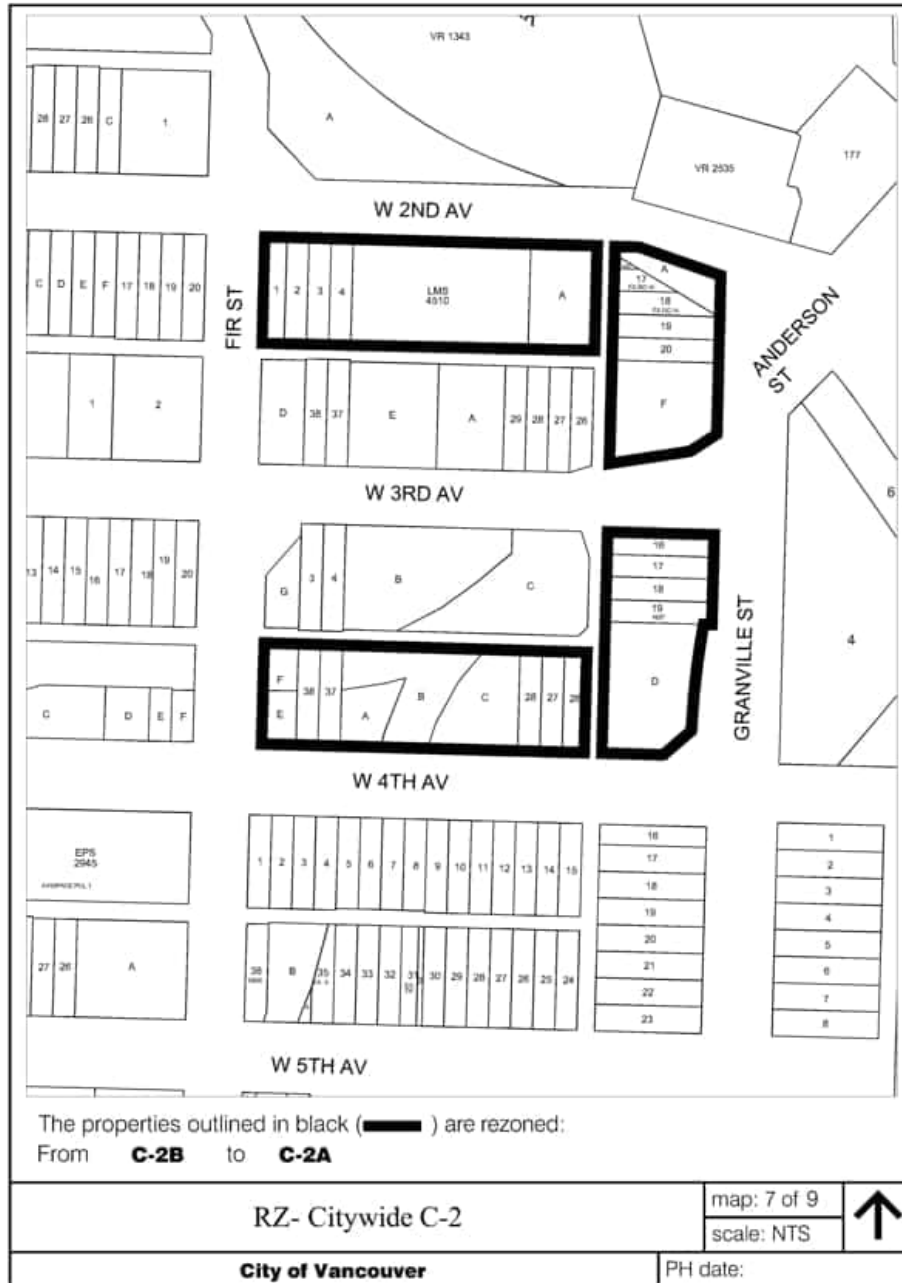 VR 1343
28 27 26 C 1
A
VR 2535
177
W 2ND AV
C D E F 17 18 19 20
FIR ST
1 2 3 4 LMS 4510 A
A
17
18
19
20
F
ANDERSON ST
1 2
D 38 37 E A 29 28 27 26
6
W 3RD AV
13 14 15 16 17 18 19 20
G 3 4 B C
16
17
18
19
D
GRANVILLE ST
4
C D E F
F
E
38 37 A B C 28 27
W 4TH AV
EPS 2945
1 2 3 4 5 6 7 8 9 10 11 12 13 14 15
16
17
18
19
20
21
22
23
1
2
3
4
5
6
7
8
27 26 A
38 B 35 34 33 32 31 30 29 28 27 26 25 24
W 5TH AV
The properties outlined in black ( ) are rezoned:
From C-2B to C-2A
RZ- Citywide C-2
map: 7 of 9
scale: NTS
City of Vancouver
PH date: